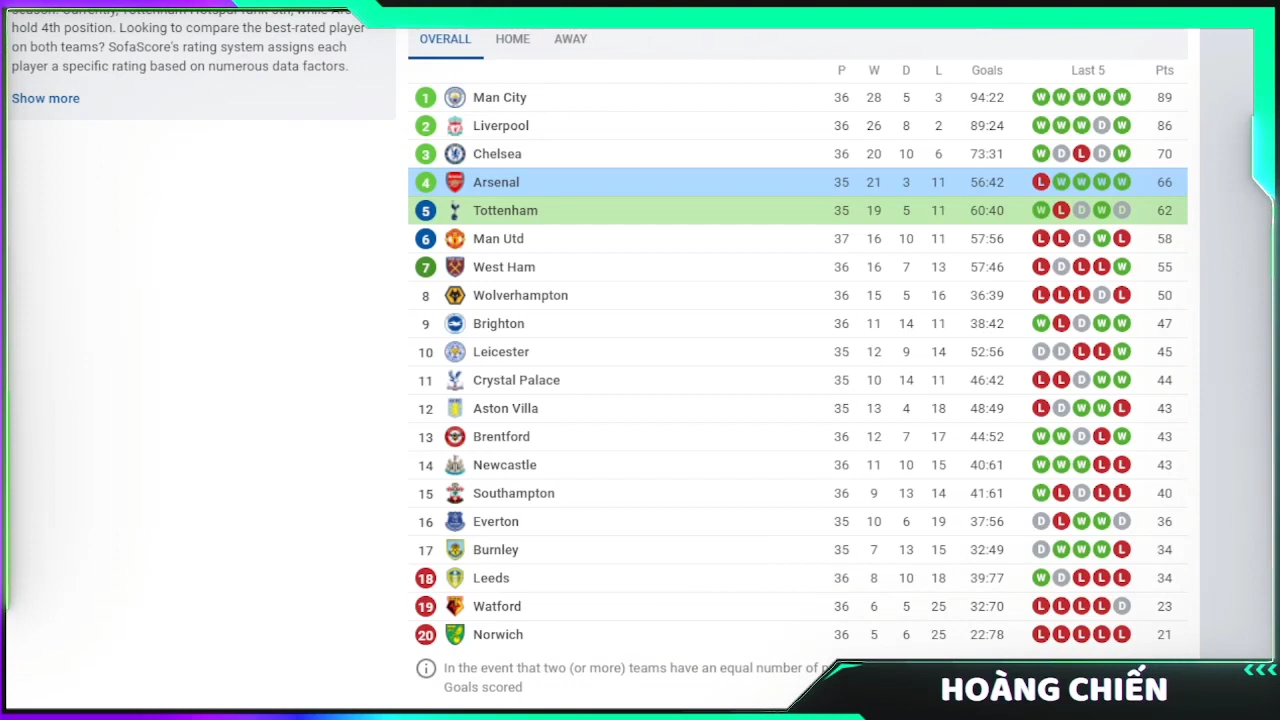 hold 4th position. Looking to compare the best-rated player
on both teams? SofaScore's rating system assigns each
player a specific rating based on numerous data factors.
Show more
OVERALL HOME AWAY
P W D L Goals Last 5 Pts
1 Man City 36 28 5 3 94:22 W W W W W 89
2 Liverpool 36 26 8 2 89:24 W W W D W 86
3 Chelsea 36 20 10 6 73:31 W D L D W 70
4 Arsenal 35 21 3 11 56:42 L W W W W 66
5 Tottenham 35 19 5 11 60:40 W L D W D 62
6 Man Utd 37 16 10 11 57:56 L L D W L 58
7 West Ham 36 16 7 13 57:46 L D L L W 55
8 Wolverhampton 36 15 5 16 36:39 L L L D L 50
9 Brighton 36 11 14 11 38:42 W L D W W 47
10 Leicester 35 12 9 14 52:56 D D L L W 45
11 Crystal Palace 35 10 14 11 46:42 L L D W W 44
12 Aston Villa 35 13 4 18 48:49 L D W W L 43
13 Brentford 36 12 7 17 44:52 W W D L W 43
14 Newcastle 36 11 10 15 40:61 W W W L L 43
15 Southampton 36 9 13 14 41:61 W L D L L 40
16 Everton 35 10 6 19 37:56 D L W W D 36
17 Burnley 35 7 13 15 32:49 D W W W L 34
18 Leeds 36 8 10 18 39:77 W D L L L 34
19 Watford 36 6 5 25 32:70 L L L L D 23
20 Norwich 36 5 6 25 22:78 L L L L L 21
In the event that two (or more) teams have an equal number of
Goals scored
HOÀNG CHIẾN